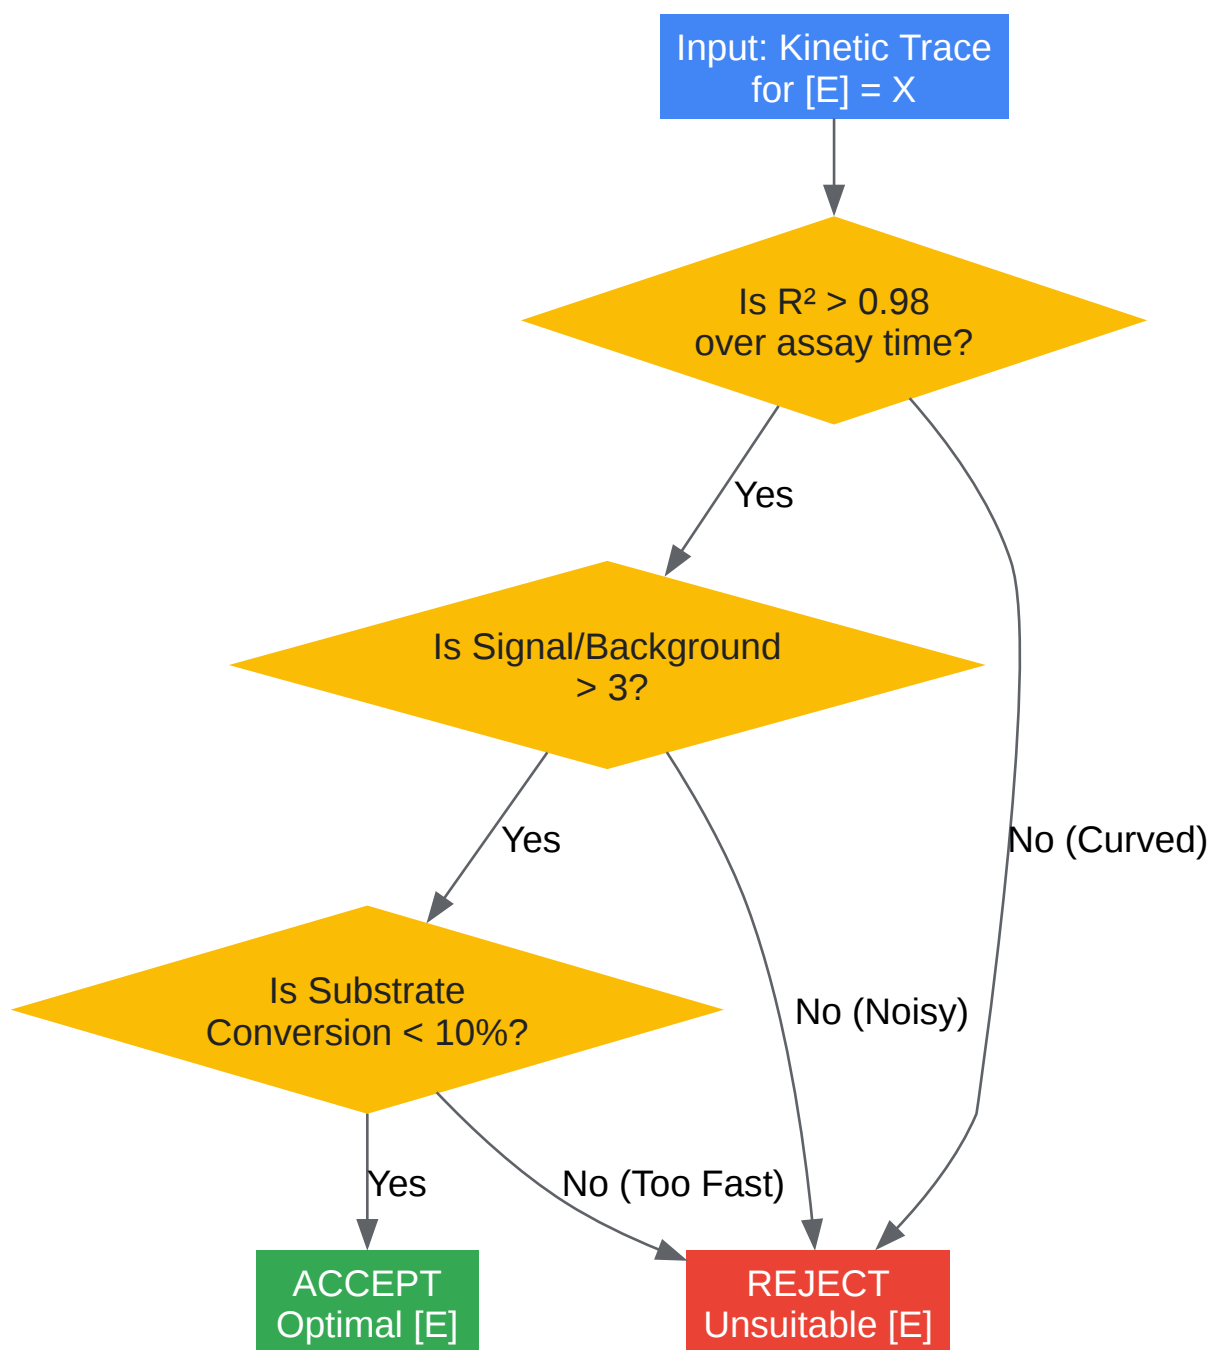 Input: Kinetic Trace
for [E] = X
Is R² > 0.98
over assay time?
Yes
Is Signal/Background
> 3?
Yes
No (Curved)
Is Substrate
Conversion < 10%?
No (Noisy)
Yes
No (Too Fast)
ACCEPT
Optimal [E]
REJECT
Unsuitable [E]